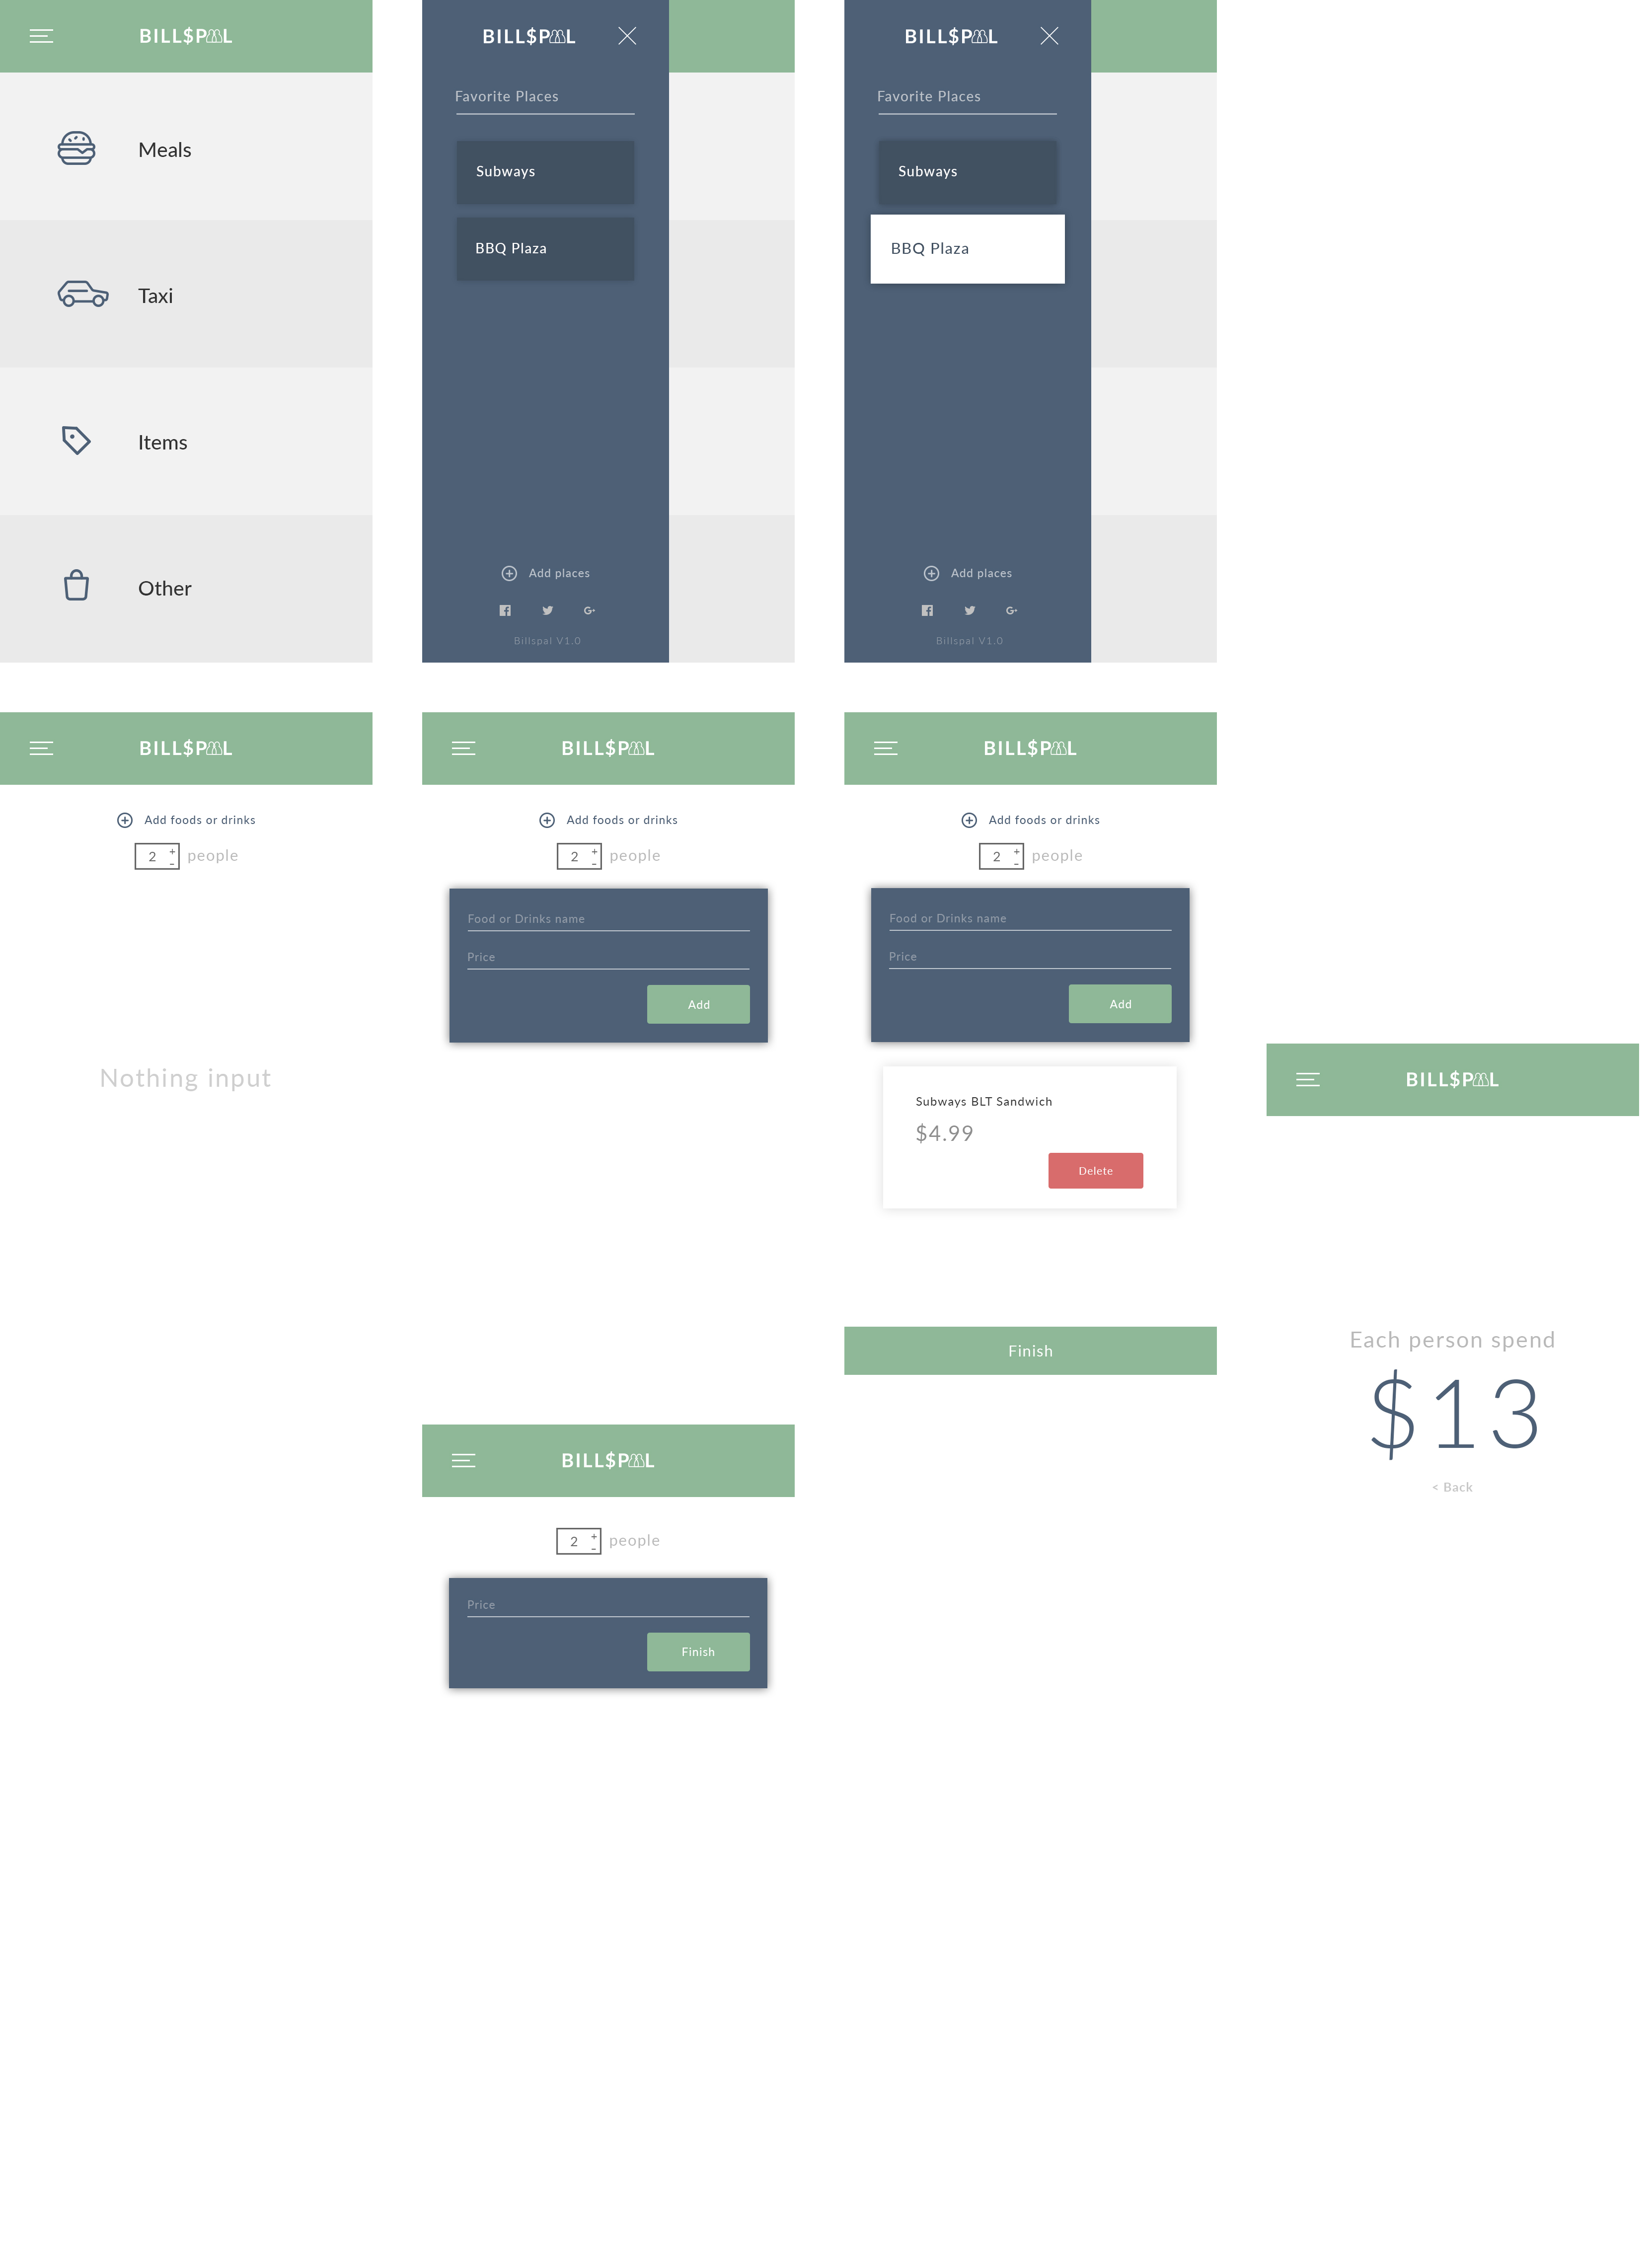 BILL$PAL
Meals
Taxi
Items
Other
BILL$PAL
Favorite Places
Subways
BBQ Plaza
Add places
Billspal V1.0
BILL$PAL
Favorite Places
Subways
BBQ Plaza
Add places
Billspal V1.0
BILL$PAL
Add foods or drinks
2 + - people
Nothing input
BILL$PAL
Add foods or drinks
2 + - people
Food or Drinks name
Price
Add
BILL$PAL
Add foods or drinks
2 + - people
Food or Drinks name
Price
Add
Subways BLT Sandwich
$4.99
Delete
Finish
BILL$PAL
Each person spend
$13
< Back
BILL$PAL
2 + - people
Price
Finish